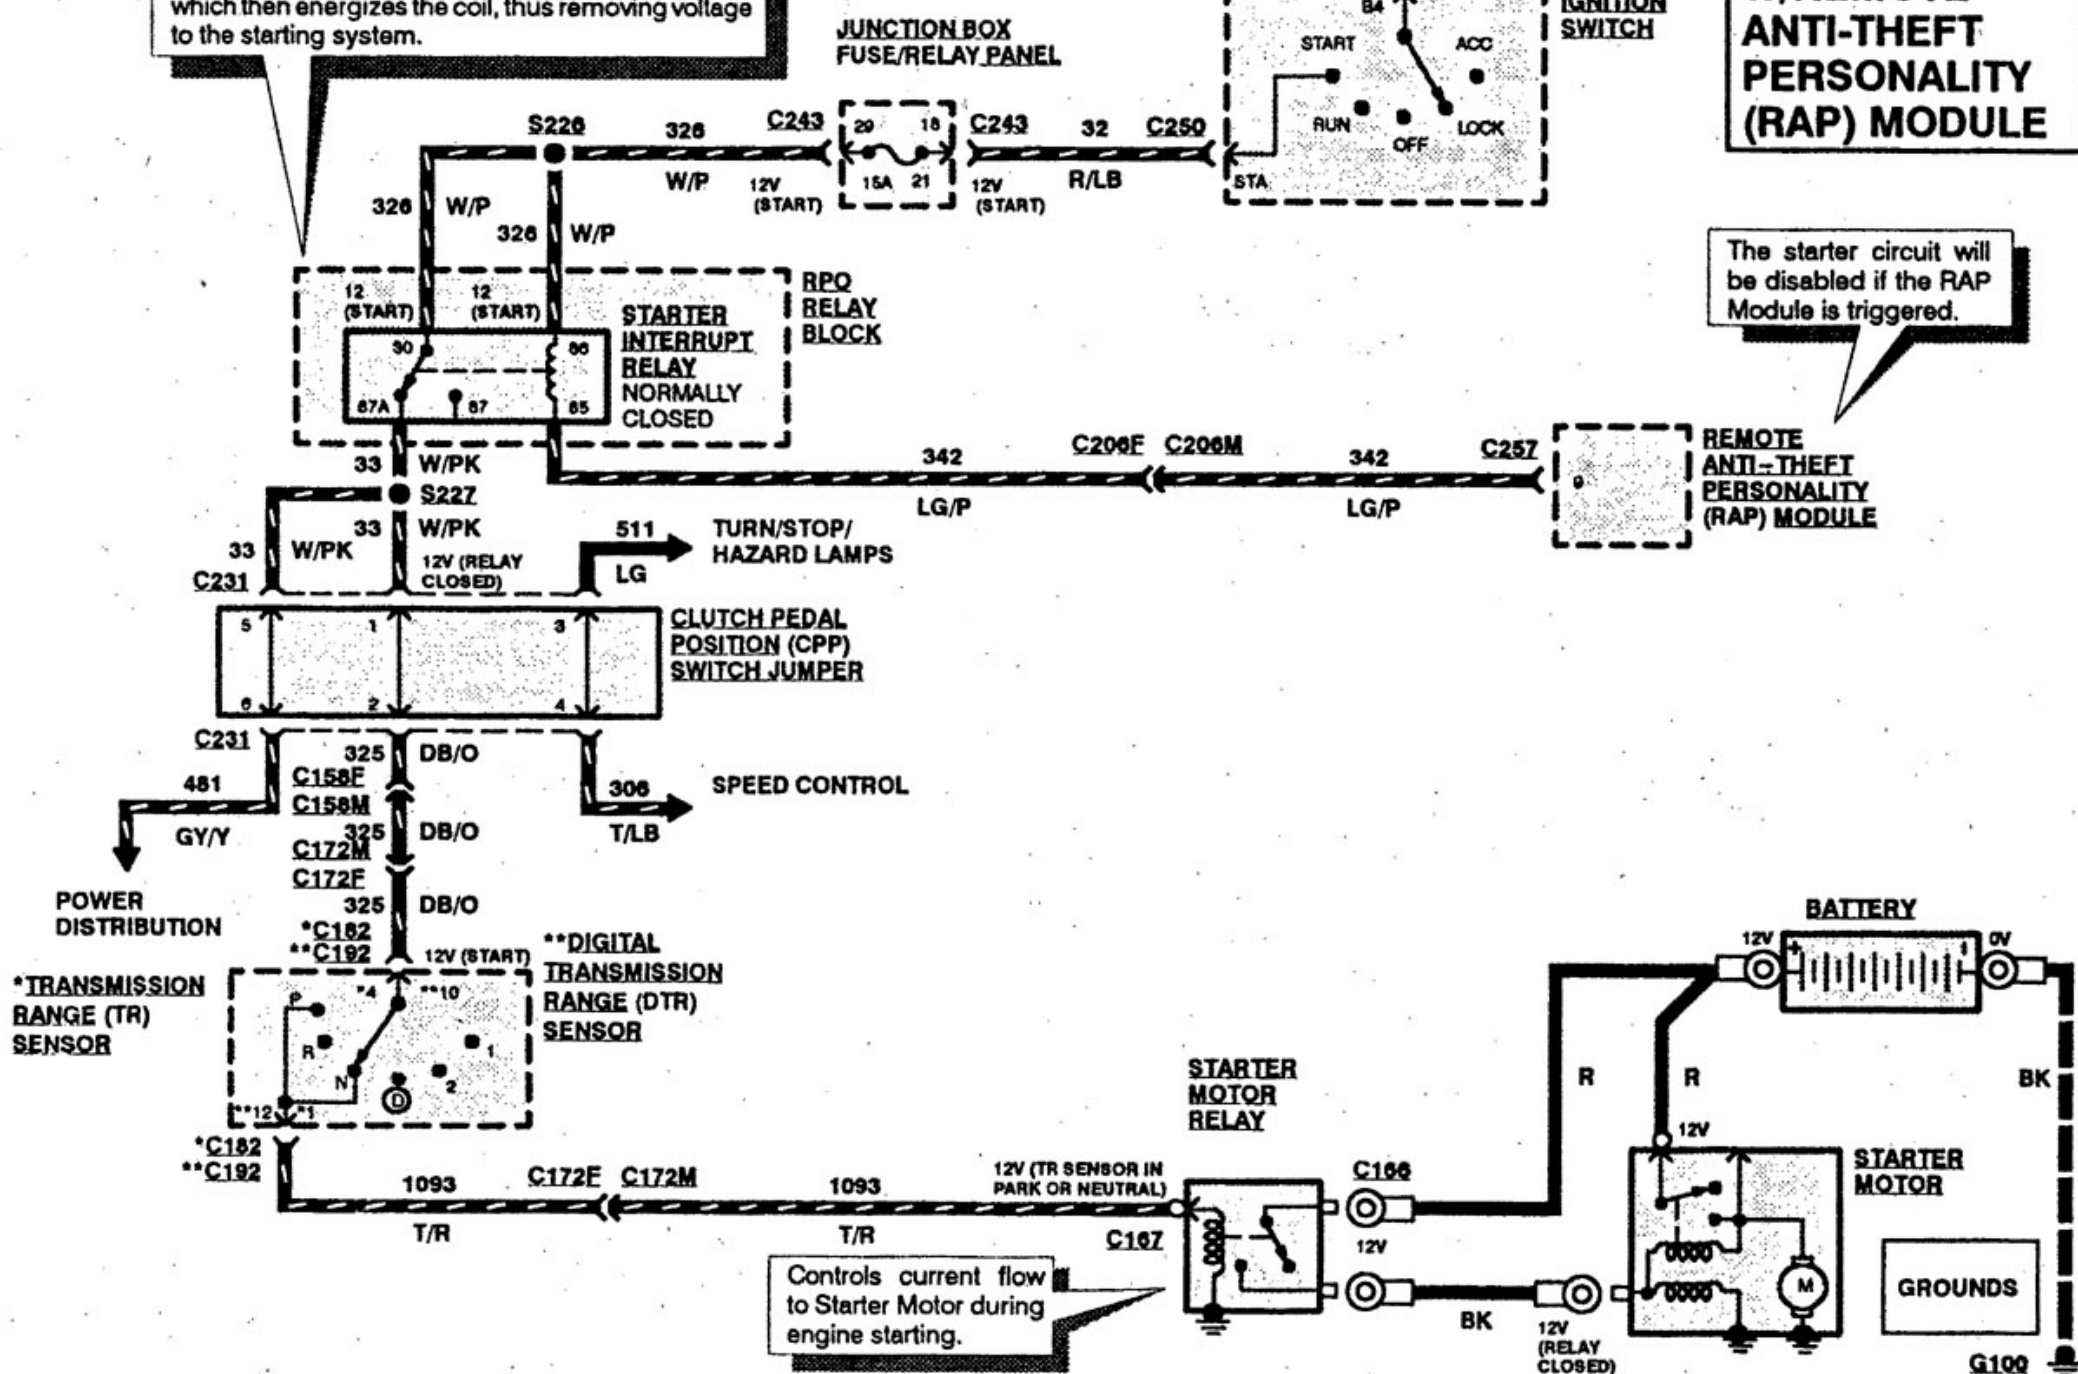 which then energizes the coil, thus removing voltage
to the starting system.
JUNCTION BOX
FUSE/RELAY PANEL
IGNITION
SWITCH
B4
START
ACC
RUN
OFF
LOCK
STA
ANTI-THEFT
PERSONALITY
(RAP) MODULE
S226
326
W/P
C243
12V
(START)
29
18
15A
21
C243
12V
(START)
32
R/LB
C250
326
W/P
326
W/P
The starter circuit will
be disabled if the RAP
Module is triggered.
12
(START)
12
(START)
RPO
RELAY
BLOCK
STARTER
INTERRUPT
RELAY
NORMALLY
CLOSED
30
86
87A
87
85
33
W/PK
S227
33
W/PK
33
W/PK
12V (RELAY
CLOSED)
C231
342
LG/P
C206F
C206M
342
LG/P
C257
9
REMOTE
ANTI-THEFT
PERSONALITY
(RAP) MODULE
511
LG
TURN/STOP/
HAZARD LAMPS
5
1
3
6
2
4
CLUTCH PEDAL
POSITION (CPP)
SWITCH JUMPER
C231
325
DB/O
C158F
C158M
325
DB/O
C172M
C172F
325
DB/O
481
GY/Y
POWER
DISTRIBUTION
306
T/LB
SPEED CONTROL
*C182
**C192
12V (START)
**DIGITAL
TRANSMISSION
RANGE (DTR)
SENSOR
*TRANSMISSION
RANGE (TR)
SENSOR
P
*4
**10
R
1
N
D
2
**12
*1
*C182
**C192
1093
T/R
C172F
C172M
1093
T/R
12V (TR SENSOR IN
PARK OR NEUTRAL)
C167
STARTER
MOTOR
RELAY
C166
12V
Controls current flow
to Starter Motor during
engine starting.
BK
12V
(RELAY
CLOSED)
BATTERY
12V
0V
+
R
R
BK
12V
STARTER
MOTOR
M
GROUNDS
G100